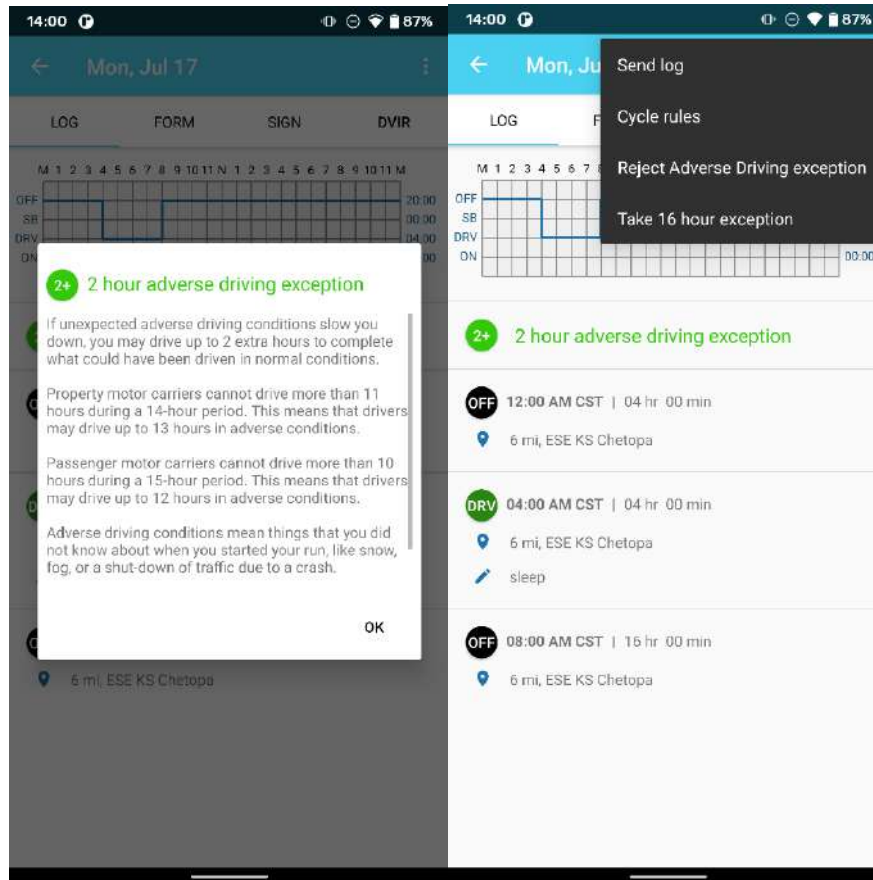 14:00
87%
Mon, Jul 17
LOG FORM SIGN DVIR
M 1 2 3 4 5 6 7 8 9 10 11 N 1 2 3 4 5 6 7 8 9 10 11 M
OFF 20:00
SB 00:00
DRV 04:00
ON 00
2+ 2 hour adverse driving exception
If unexpected adverse driving conditions slow you
down, you may drive up to 2 extra hours to complete
what could have been driven in normal conditions.
Property motor carriers cannot drive more than 11
hours during a 14-hour period. This means that drivers
may drive up to 13 hours in adverse conditions.
Passenger motor carriers cannot drive more than 10
hours during a 15-hour period. This means that drivers
may drive up to 12 hours in adverse conditions.
Adverse driving conditions mean things that you did
not know about when you started your run, like snow,
fog, or a shut-down of traffic due to a crash.
OK
6 mi, ESE KS Chetopa
14:00
87%
Mon, Ju
Send log
Cycle rules
Reject Adverse Driving exception
Take 16 hour exception
LOG F
M 1 2 3 4 5 6 7
OFF
SB
DRV
ON 00:00
2+ 2 hour adverse driving exception
OFF 12:00 AM CST | 04 hr 00 min
6 mi, ESE KS Chetopa
DRV 04:00 AM CST | 04 hr 00 min
6 mi, ESE KS Chetopa
sleep
OFF 08:00 AM CST | 16 hr 00 min
6 mi, ESE KS Chetopa